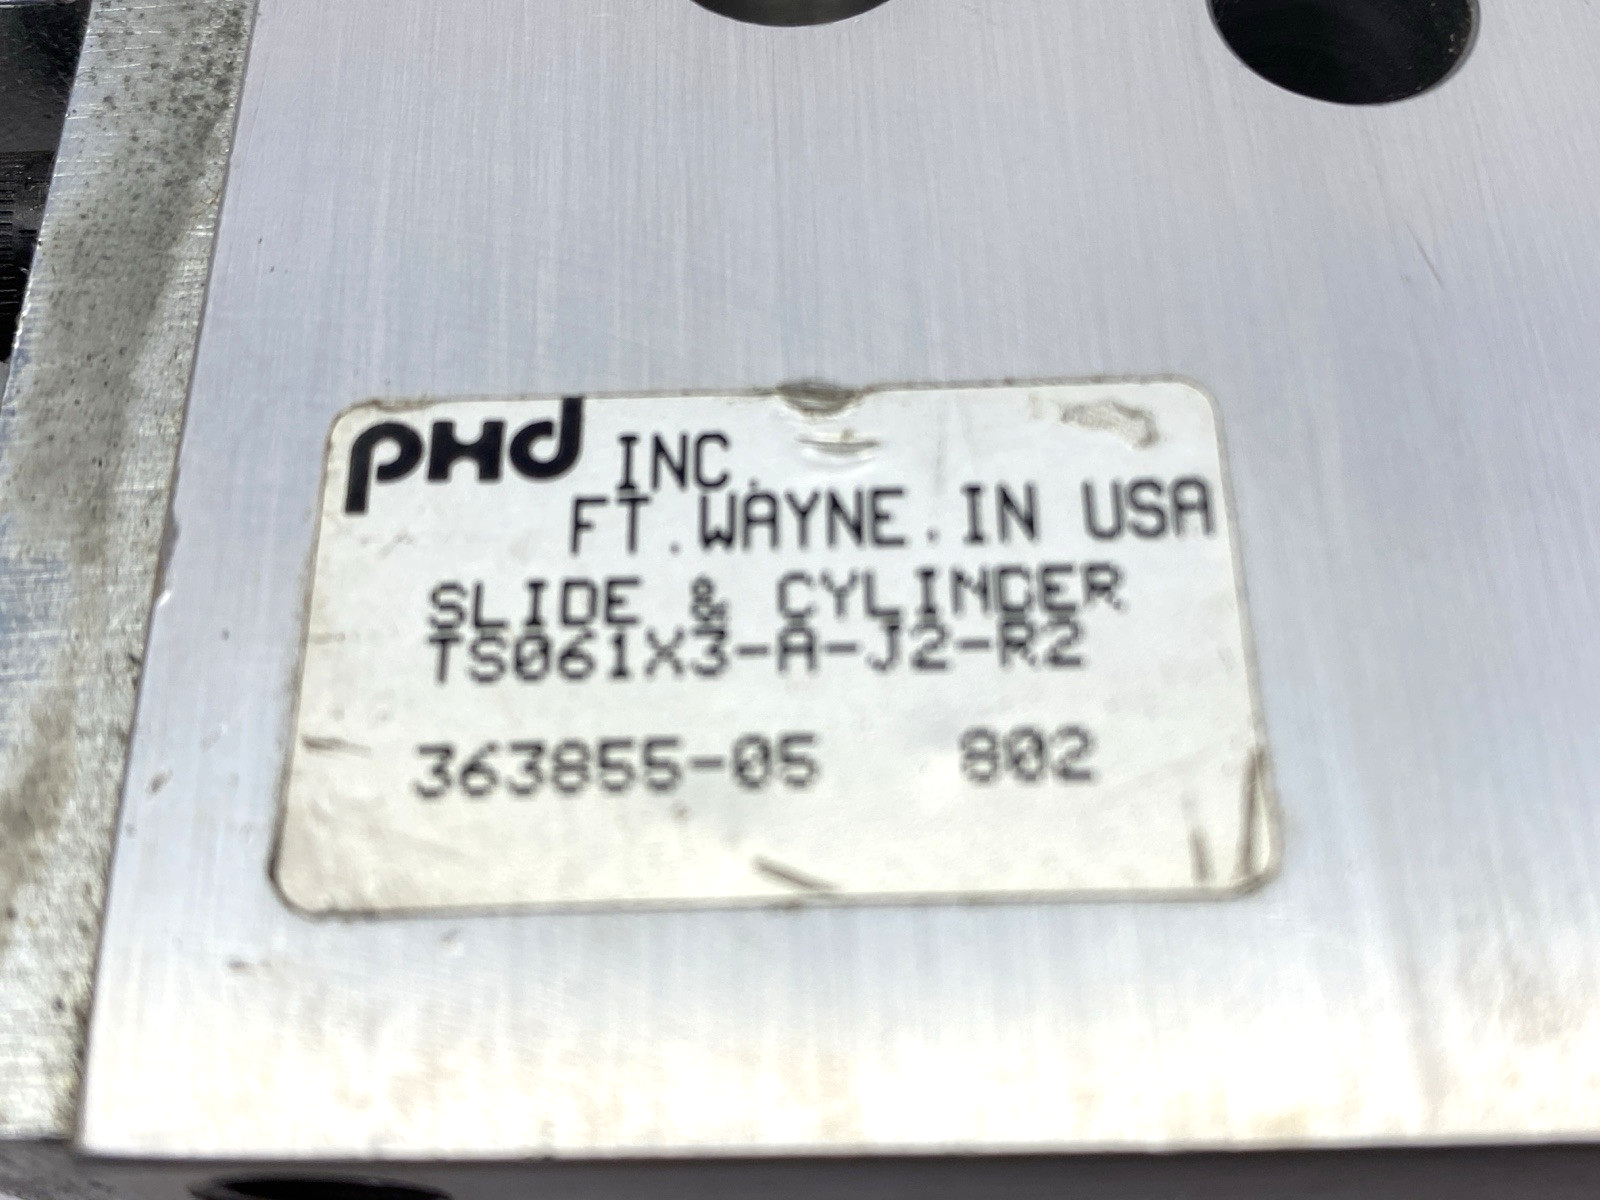 PHD INC.
FT. WAYNE, IN USA
SLIDE & CYLINDER
TS061X3-A-J2-R2
363855-05 802